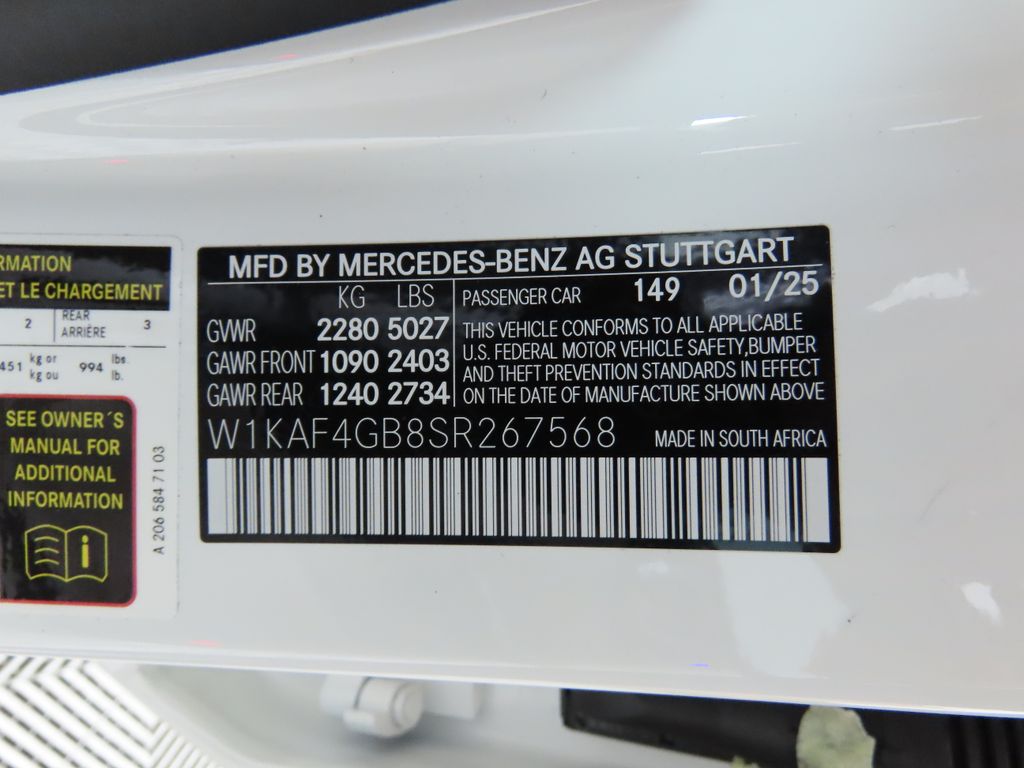 RMATION
ET LE CHARGEMENT
2 REAR 3
ARRIÈRE
451 kg or 994 lbs.
kg ou lb.
SEE OWNER´S
MANUAL FOR
ADDITIONAL
INFORMATION
i
A 206 584 71 03
MFD BY MERCEDES-BENZ AG STUTTGART
KG LBS
GVWR 2280 5027
GAWR FRONT 1090 2403
GAWR REAR 1240 2734
PASSENGER CAR 149 01/25
THIS VEHICLE CONFORMS TO ALL APPLICABLE
U.S. FEDERAL MOTOR VEHICLE SAFETY,BUMPER
AND THEFT PREVENTION STANDARDS IN EFFECT
ON THE DATE OF MANUFACTURE SHOWN ABOVE
W1KAF4GB8SR267568 MADE IN SOUTH AFRICA